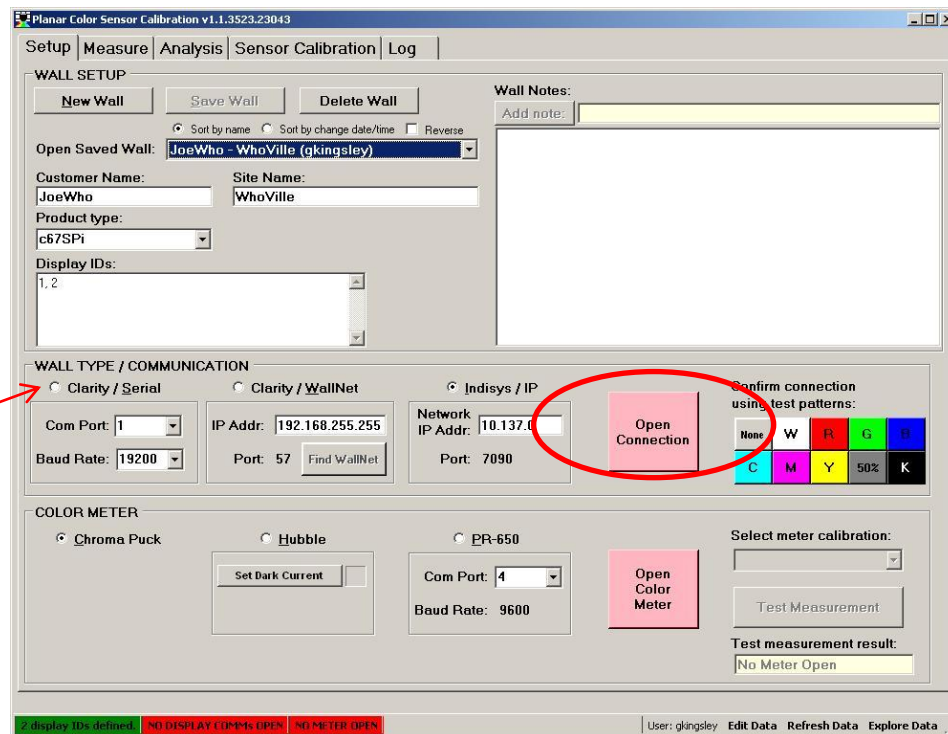 Planar Color Sensor Calibration v1.1.3523.23043
Setup Measure Analysis Sensor Calibration Log
WALL SETUP
New Wall Save Wall Delete Wall
Sort by name Sort by change date/time Reverse
Open Saved Wall: JoeWho - WhoVille (gkingsley)
Customer Name: Site Name:
JoeWho WhoVille
Product type:
c67SPi
Display IDs:
1, 2
Wall Notes:
Add note:
WALL TYPE / COMMUNICATION
Clarity / Serial Clarity / WallNet Indisys / IP
Com Port: 1 IP Addr: 192.168.255.255 Network IP Addr: 10.137.0
Baud Rate: 19200 Port: 57 Find WallNet Port: 7090
Open
Connection
Confirm connection
using test patterns:
None W R G B
C M Y 50% K
COLOR METER
Chroma Puck Hubble PR-650
Set Dark Current Com Port: 4
Baud Rate: 9600
Open
Color
Meter
Select meter calibration:
Test Measurement
Test measurement result:
No Meter Open
2 display IDs defined. NO DISPLAY COMMs OPEN NO METER OPEN User: gkingsley Edit Data Refresh Data Explore Data